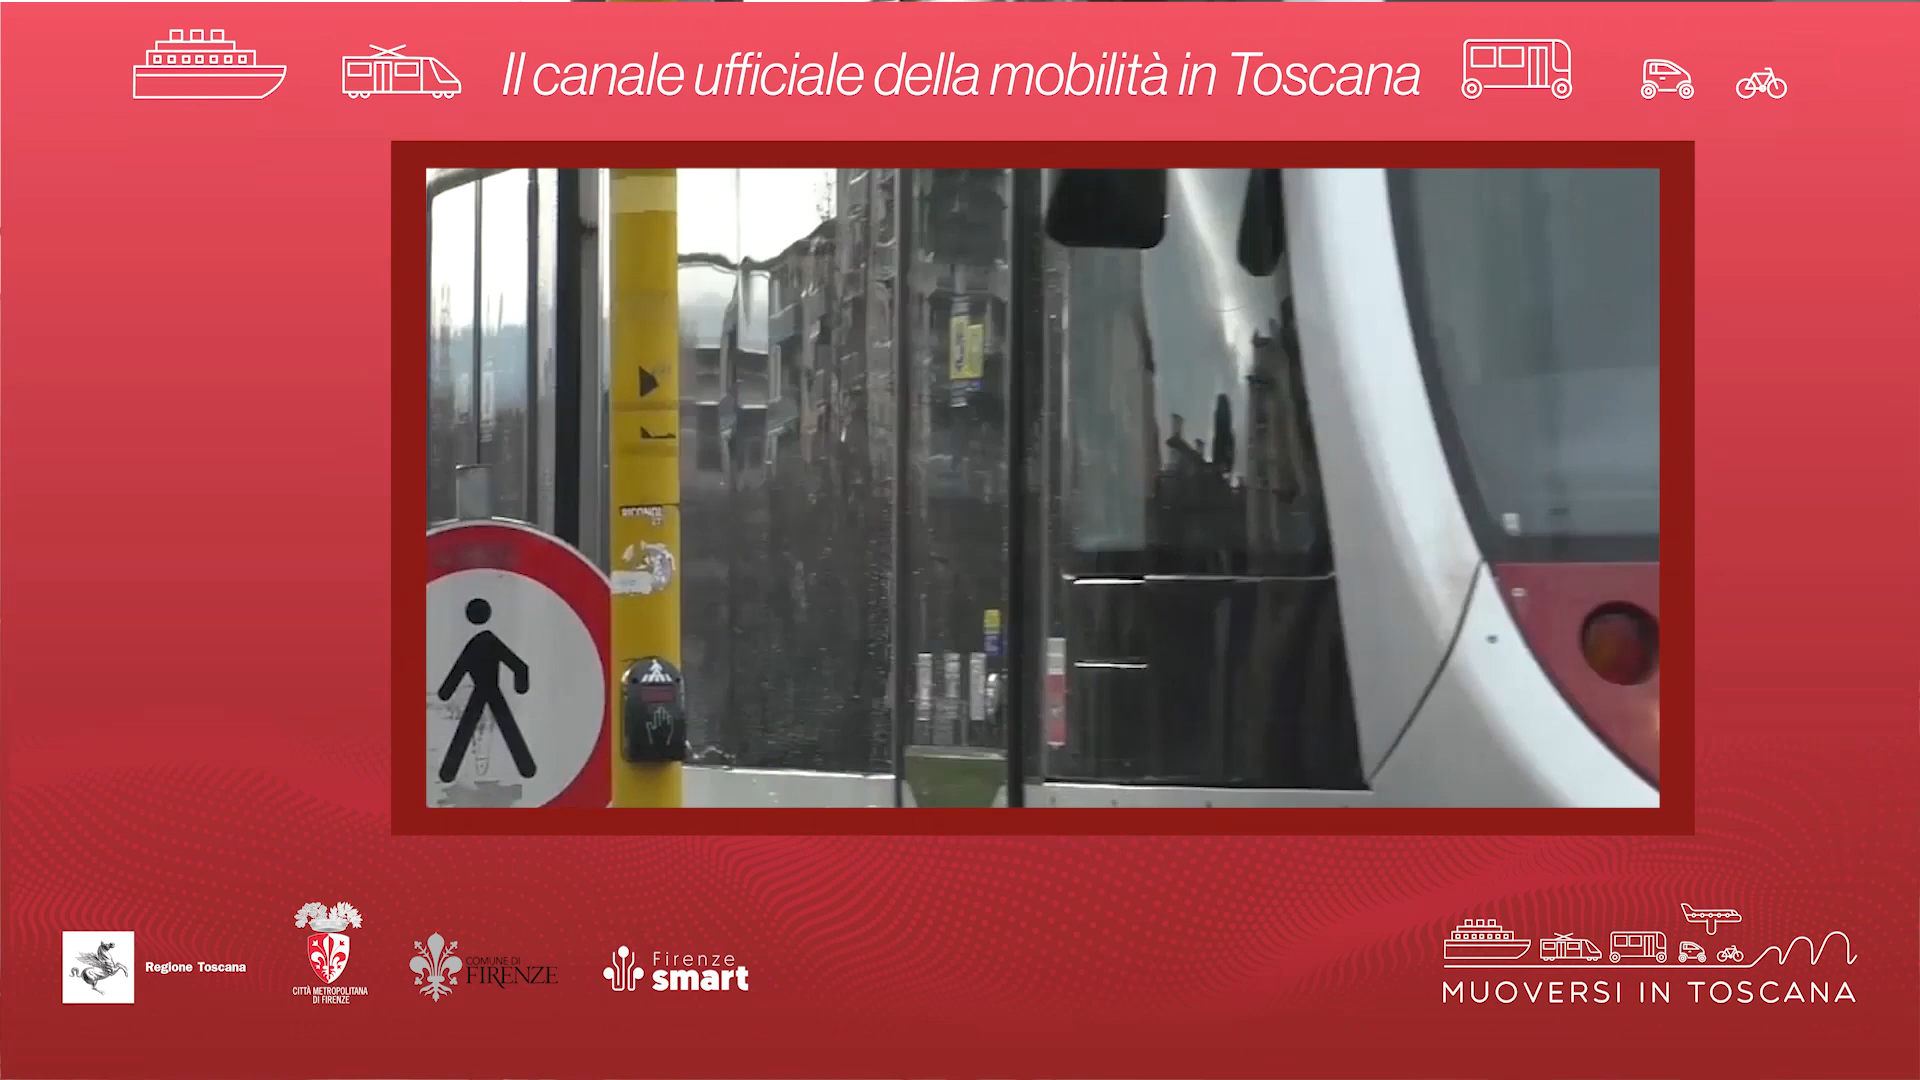 Il canale ufficiale della mobilità in Toscana
Regione Toscana
CITTÀ METROPOLITANA
DI FIRENZE
COMUNE DI
FIRENZE
Firenze
smart
MUOVERSI IN TOSCANA